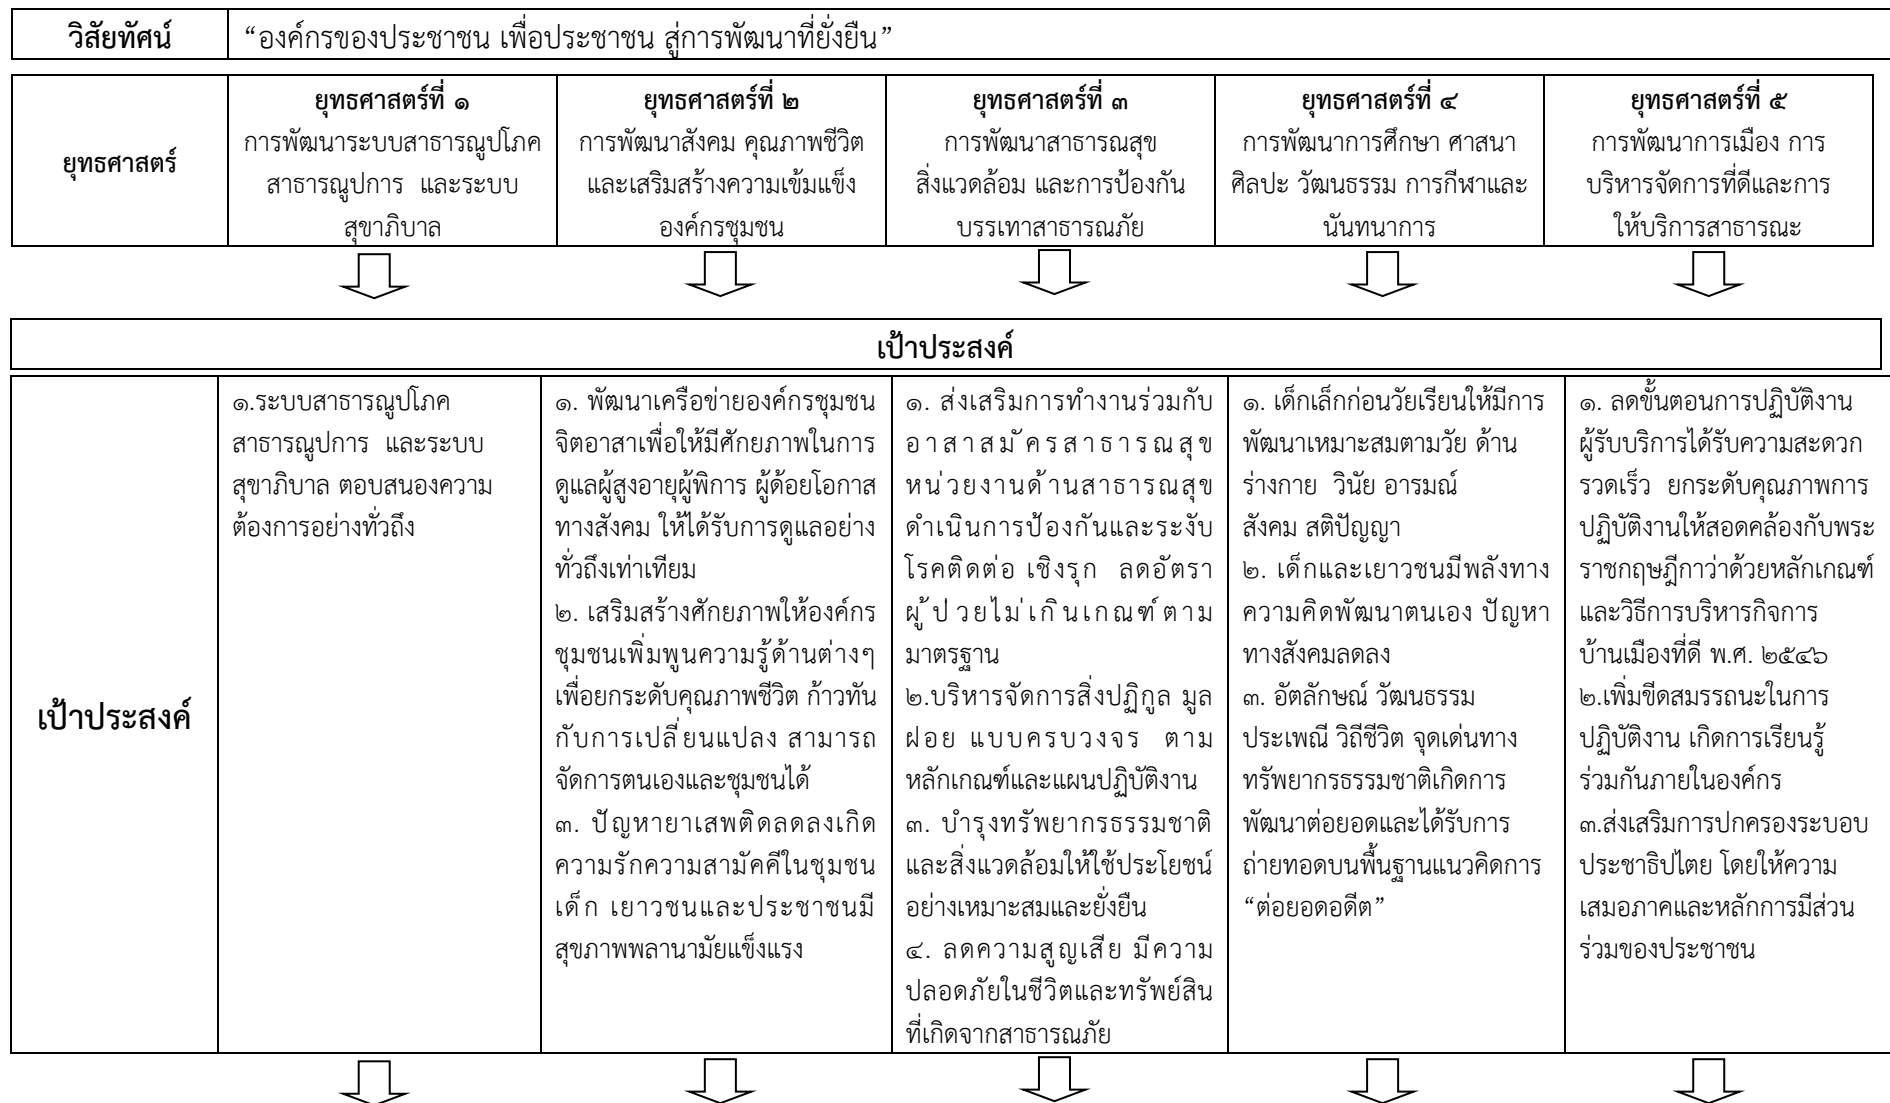 วิสัยทัศน์
“องค์กรของประชาชน เพื่อประชาชน สู่การพัฒนาที่ยั่งยืน”
ยุทธศาสตร์
ยุทธศาสตร์ที่ ๑
การพัฒนาระบบสาธารณูปโภค
สาธารณูปการ และระบบ
สุขาภิบาล
ยุทธศาสตร์ที่ ๒
การพัฒนาสังคม คุณภาพชีวิต
และเสริมสร้างความเข้มแข็ง
องค์กรชุมชน
ยุทธศาสตร์ที่ ๓
การพัฒนาสาธารณสุข
สิ่งแวดล้อม และการป้องกัน
บรรเทาสาธารณภัย
ยุทธศาสตร์ที่ ๔
การพัฒนาการศึกษา ศาสนา
ศิลปะ วัฒนธรรม การกีฬาและ
นันทนาการ
ยุทธศาสตร์ที่ ๕
การพัฒนาการเมือง การ
บริหารจัดการที่ดีและการ
ให้บริการสาธารณะ
เป้าประสงค์
เป้าประสงค์
๑.ระบบสาธารณูปโภค
สาธารณูปการ และระบบ
สุขาภิบาล ตอบสนองความ
ต้องการอย่างทั่วถึง
๑. พัฒนาเครือข่ายองค์กรชุมชน
จิตอาสาเพื่อให้มีศักยภาพในการ
ดูแลผู้สูงอายุผู้พิการ ผู้ด้อยโอกาส
ทางสังคม ให้ได้รับการดูแลอย่าง
ทั่วถึงเท่าเทียม
๒. เสริมสร้างศักยภาพให้องค์กร
ชุมชนเพิ่มพูนความรู้ด้านต่างๆ
เพื่อยกระดับคุณภาพชีวิต ก้าวทัน
กับการเปลี่ยนแปลง สามารถ
จัดการตนเองและชุมชนได้
๓. ปัญหายาเสพติดลดลงเกิด
ความรักความสามัคคีในชุมชน
เด็ก เยาวชนและประชาชนมี
สุขภาพพลานามัยแข็งแรง
๑. ส่งเสริมการทำงานร่วมกับ
อาสาสมัครสาธารณสุข
หน่วยงานด้านสาธารณสุข
ดำเนินการป้องกันและระงับ
โรคติดต่อ เชิงรุก ลดอัตรา
ผู้ป่วยไม่เกินเกณฑ์ตาม
มาตรฐาน
๒.บริหารจัดการสิ่งปฏิกูล มูล
ฝอย แบบครบวงจร ตาม
หลักเกณฑ์และแผนปฏิบัติงาน
๓. บำรุงทรัพยากรธรรมชาติ
และสิ่งแวดล้อมให้ใช้ประโยชน์
อย่างเหมาะสมและยั่งยืน
๔. ลดความสูญเสีย มีความ
ปลอดภัยในชีวิตและทรัพย์สิน
ที่เกิดจากสาธารณภัย
๑. เด็กเล็กก่อนวัยเรียนให้มีการ
พัฒนาเหมาะสมตามวัย ด้าน
ร่างกาย วินัย อารมณ์
สังคม สติปัญญา
๒. เด็กและเยาวชนมีพลังทาง
ความคิดพัฒนาตนเอง ปัญหา
ทางสังคมลดลง
๓. อัตลักษณ์ วัฒนธรรม
ประเพณี วิถีชีวิต จุดเด่นทาง
ทรัพยากรธรรมชาติเกิดการ
พัฒนาต่อยอดและได้รับการ
ถ่ายทอดบนพื้นฐานแนวคิดการ
“ต่อยอดอดีต”
๑. ลดขั้นตอนการปฏิบัติงาน
ผู้รับบริการได้รับความสะดวก
รวดเร็ว ยกระดับคุณภาพการ
ปฏิบัติงานให้สอดคล้องกับพระ
ราชกฤษฎีกาว่าด้วยหลักเกณฑ์
และวิธีการบริหารกิจการ
บ้านเมืองที่ดี พ.ศ. ๒๕๔๖
๒.เพิ่มขีดสมรรถนะในการ
ปฏิบัติงาน เกิดการเรียนรู้
ร่วมกันภายในองค์กร
๓.ส่งเสริมการปกครองระบอบ
ประชาธิปไตย โดยให้ความ
เสมอภาคและหลักการมีส่วน
ร่วมของประชาชน